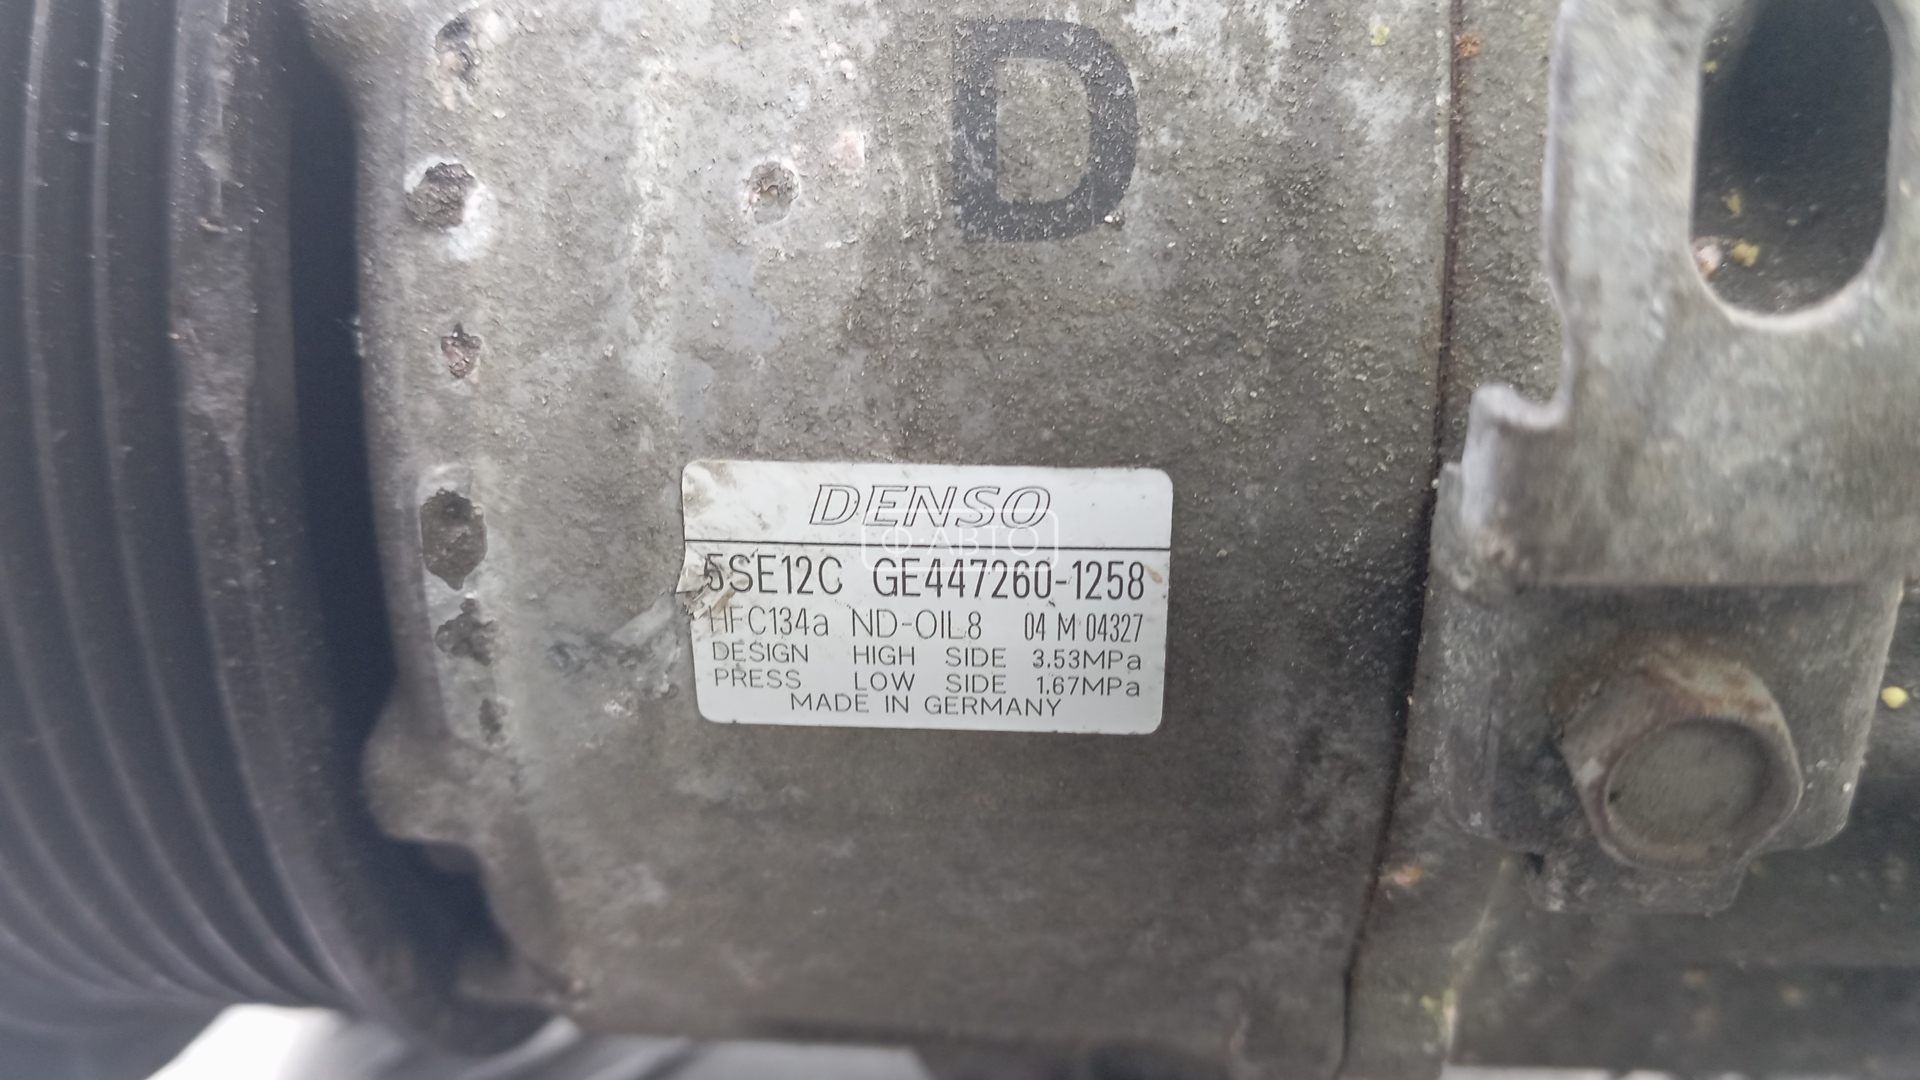 D
DENSO
Ф·АВТО
5SE12C GE447260-1258
HFC134a ND-OIL8 04 M 04327
DESIGN HIGH SIDE 3.53MPa
PRESS LOW SIDE 1.67MPa
MADE IN GERMANY